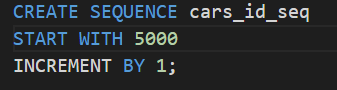 CREATE SEQUENCE cars_id_seq
START WITH 5000
INCREMENT BY 1;